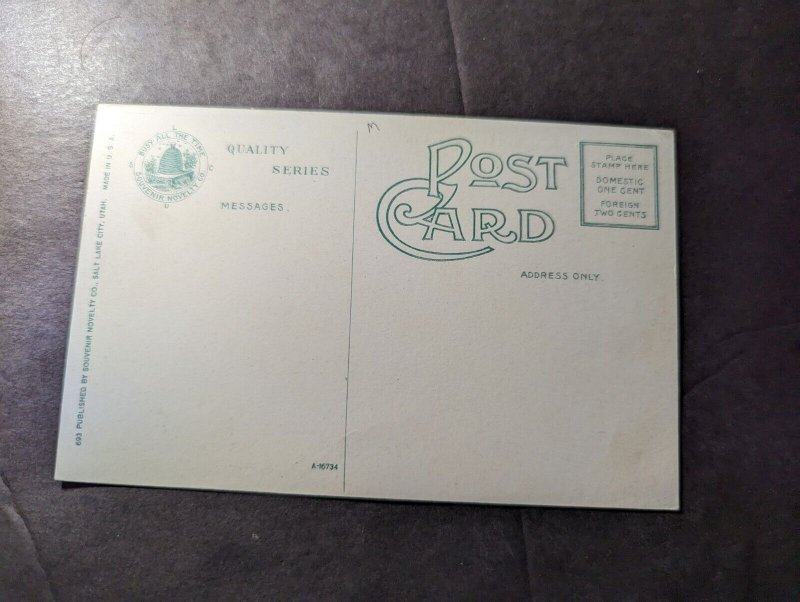 BUSY ALL THE TIME
SOUVENIR NOVELTY CO.
S L C U
QUALITY
SERIES
MESSAGES.
M
POST
CARD
PLACE
STAMP HERE
DOMESTIC
ONE CENT
FOREIGN
TWO CENTS
ADDRESS ONLY.
693 PUBLISHED BY SOUVENIR NOVELTY CO., SALT LAKE CITY, UTAH. MADE IN U.S.A.
A-16734